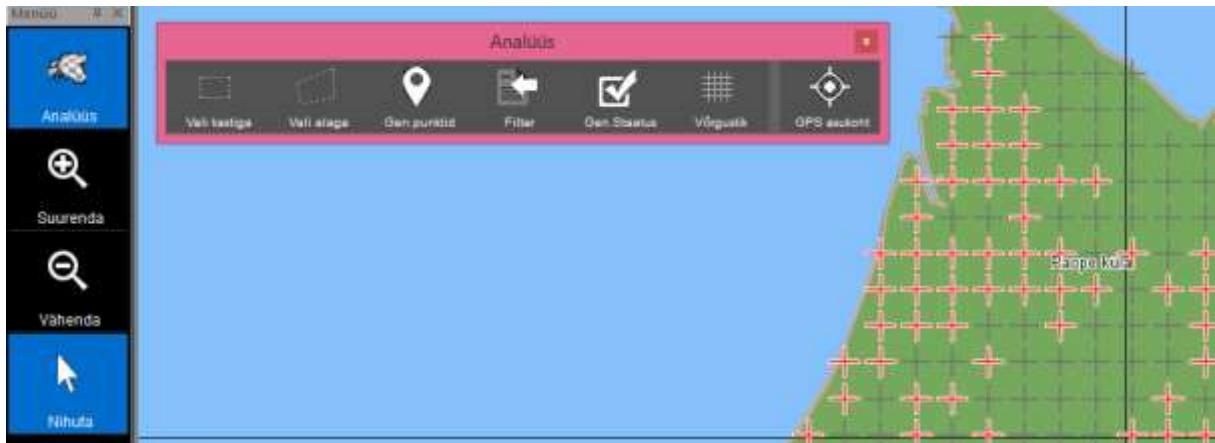 Menüü
Analüüs
Suurenda
Vähenda
Nihuta
Analüüs
Vali kastiga
Vali alaga
Gen.punktid
Filter
Gen.Staatus
Võrgustik
GPS asukoht
Paope küla